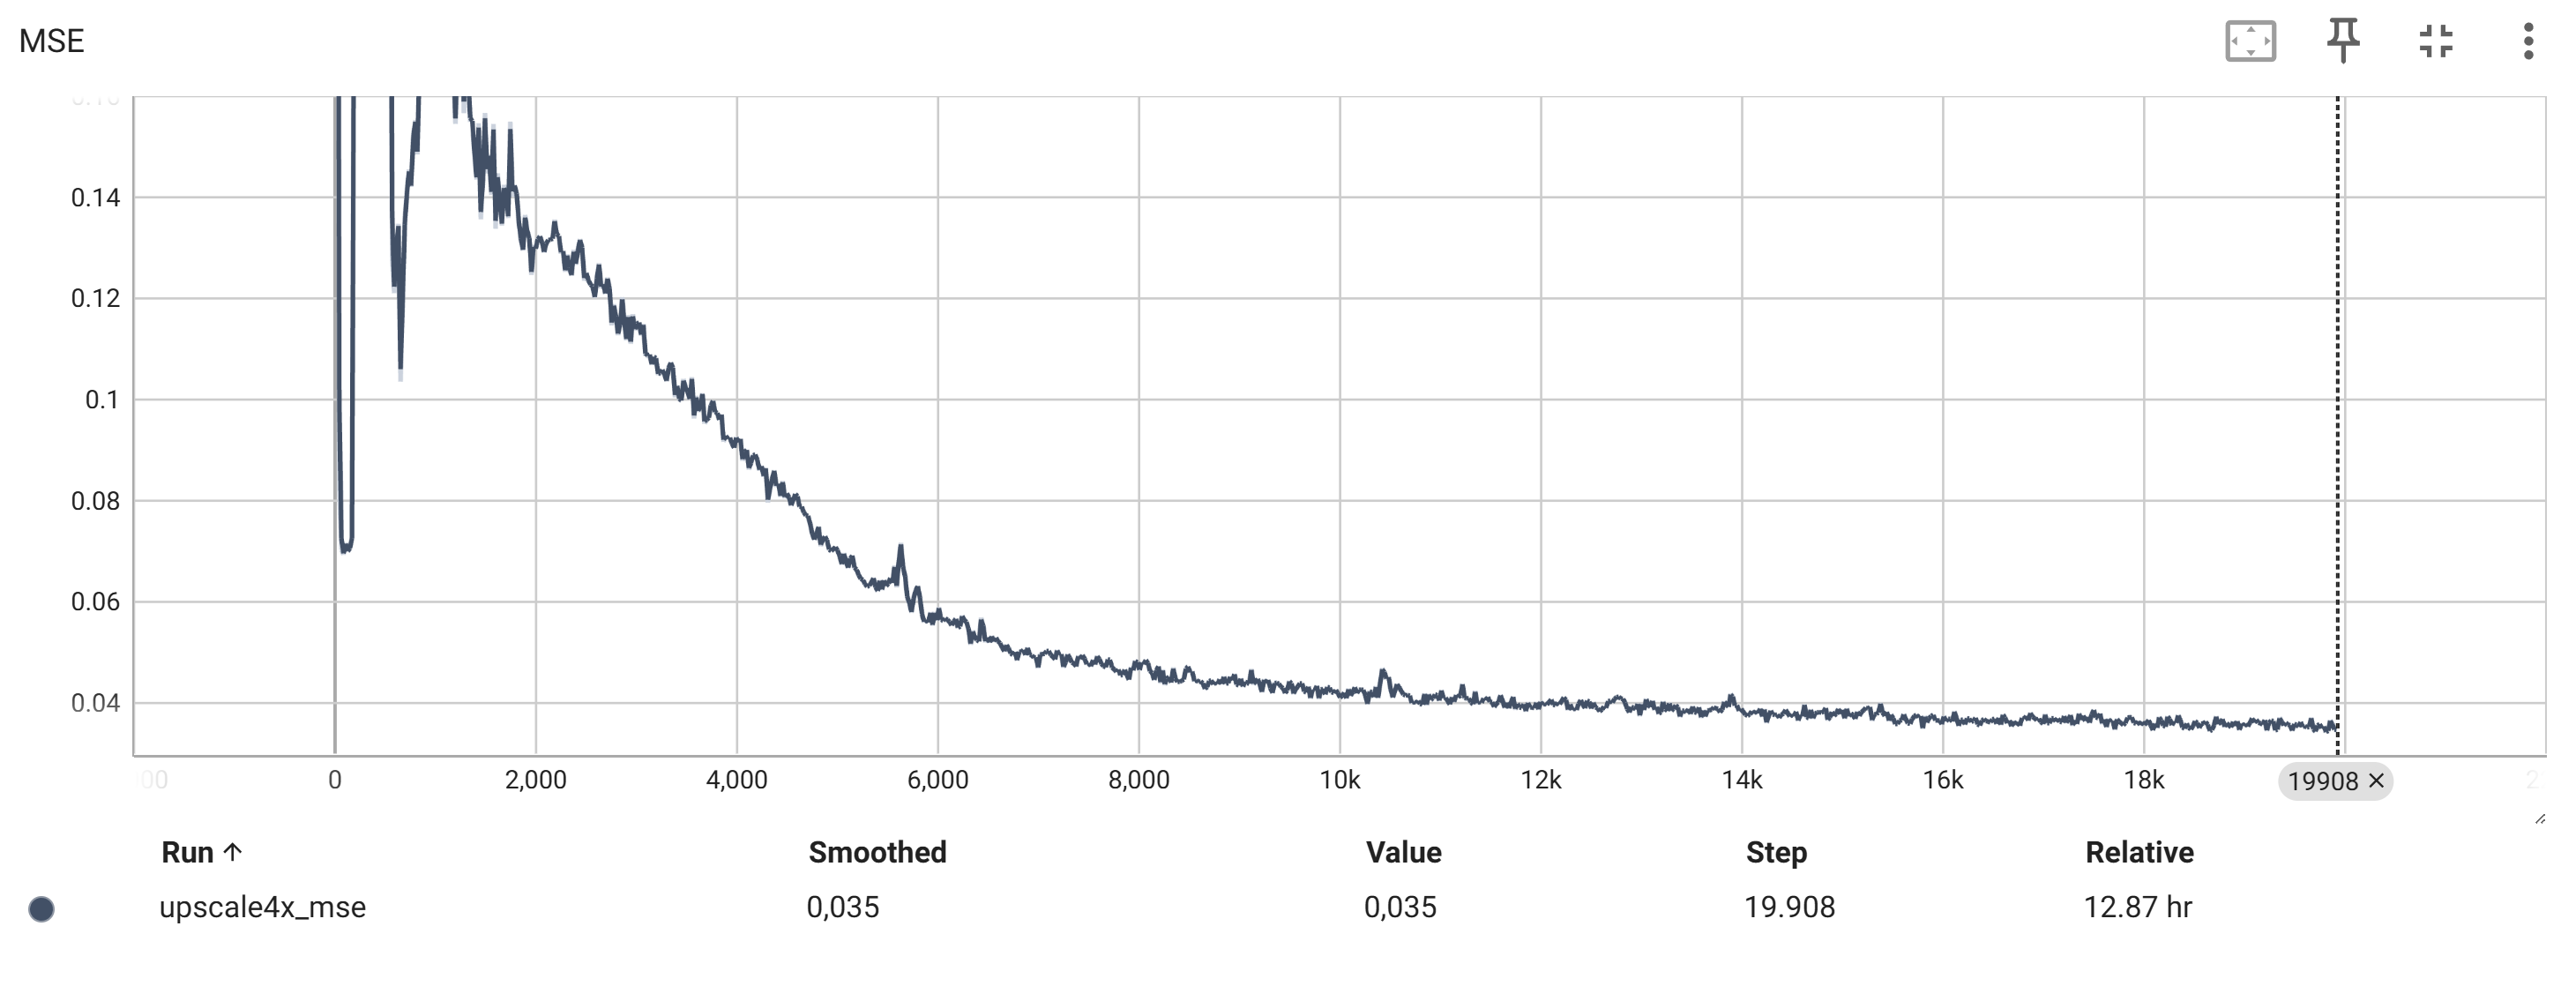 MSE
0.14
0.12
0.1
0.08
0.06
0.04
0 2,000 4,000 6,000 8,000 10k 12k 14k 16k 18k 19908 ×
Run ↑ Smoothed Value Step Relative
upscale4x_mse 0,035 0,035 19.908 12.87 hr